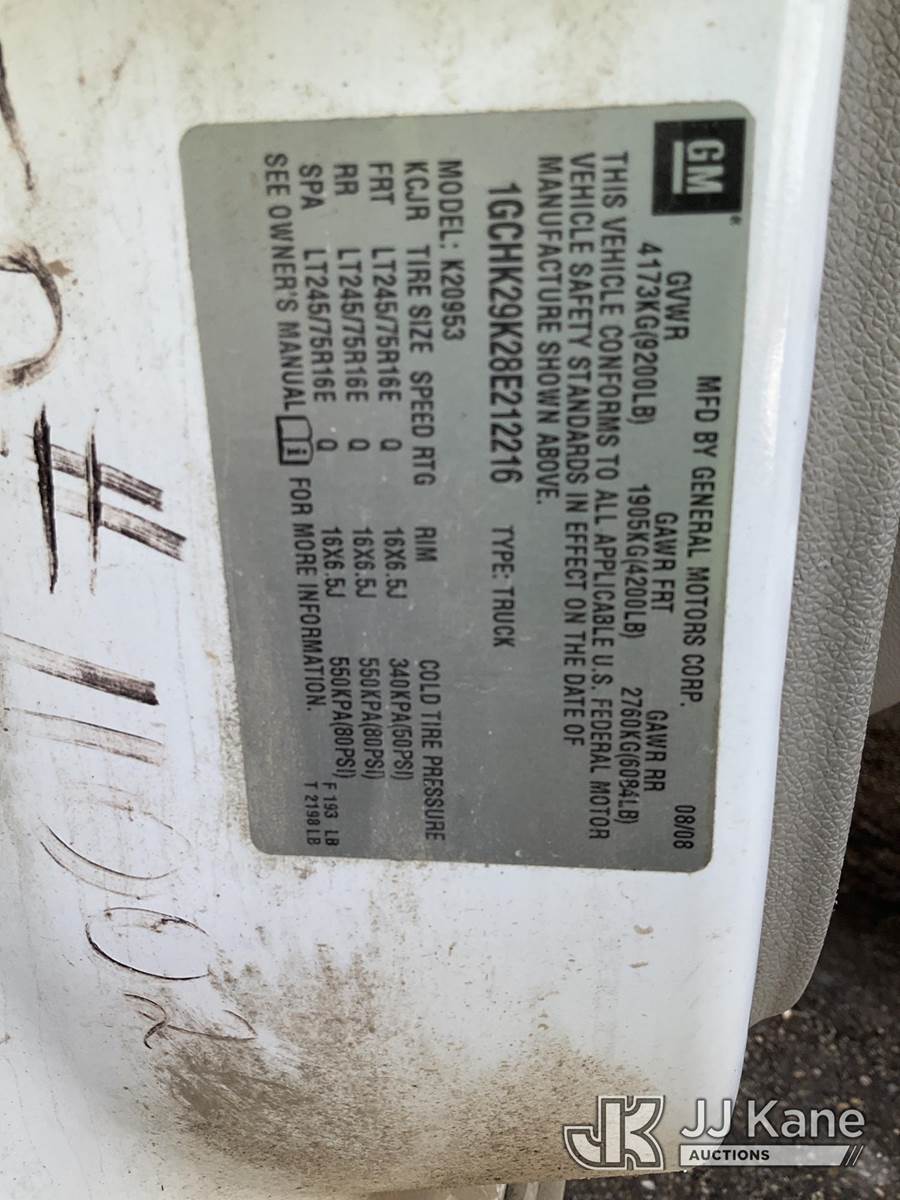 GM
MFD BY GENERAL MOTORS CORP. 08/08
GVWR GAWR FRT GAWR RR
4173KG(9200LB) 1905KG(4200LB) 2760KG(6084LB)
THIS VEHICLE CONFORMS TO ALL APPLICABLE U.S. FEDERAL MOTOR
VEHICLE SAFETY STANDARDS IN EFFECT ON THE DATE OF
MANUFACTURE SHOWN ABOVE.
1GCHK29K28E212216 TYPE: TRUCK
MODEL: K20953
KCJR TIRE SIZE SPEED RTG RIM COLD TIRE PRESSURE
FRT LT245/75R16E Q 16X6.5J 340KPA(50PSI)
RR LT245/75R16E Q 16X6.5J 550KPA(80PSI)
SPA LT245/75R16E Q 16X6.5J 550KPA(80PSI)
SEE OWNER'S MANUAL i FOR MORE INFORMATION.
F 193 LB
T 2198 LB
JK JJ Kane
AUCTIONS